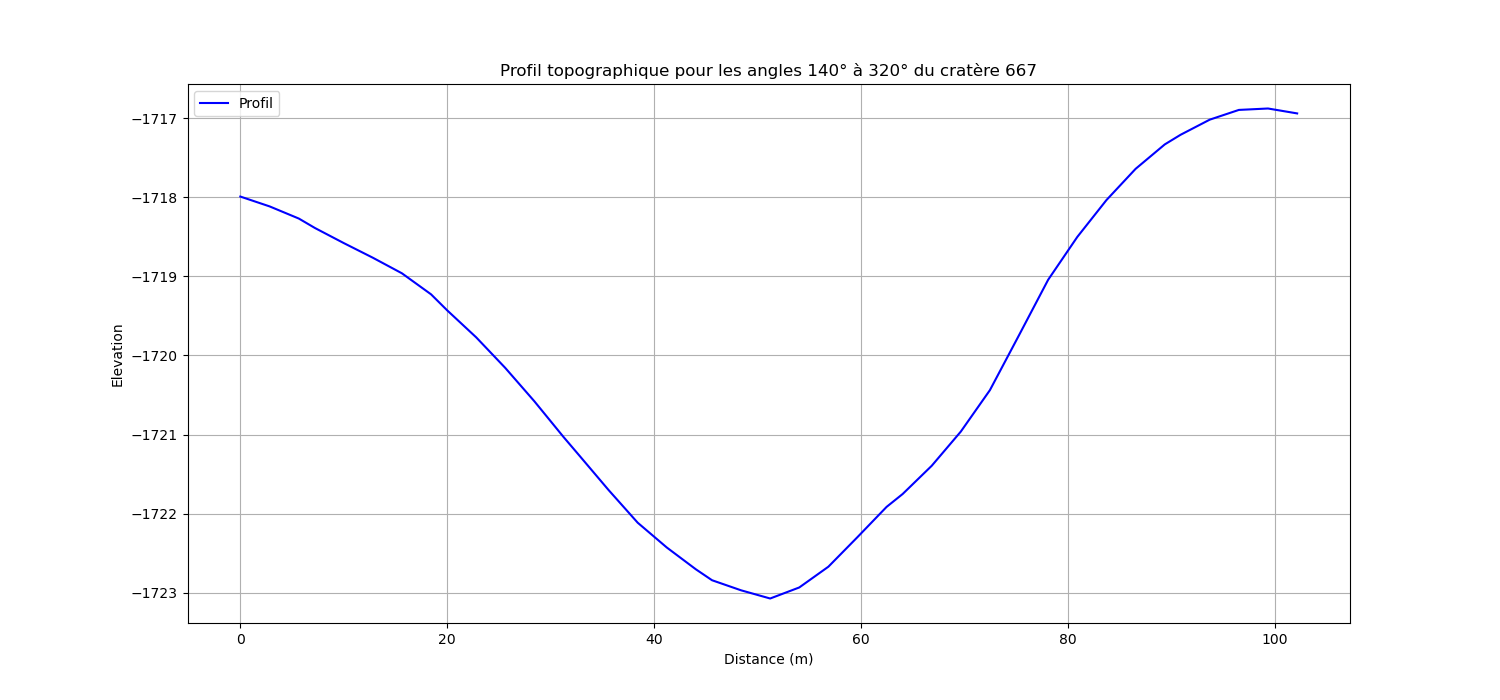 Profil topographique pour les angles 140° à 320° du cratère 667
Profil
−1717
−1718
−1719
−1720
−1721
−1722
−1723
Elevation
0 20 40 60 80 100
Distance (m)